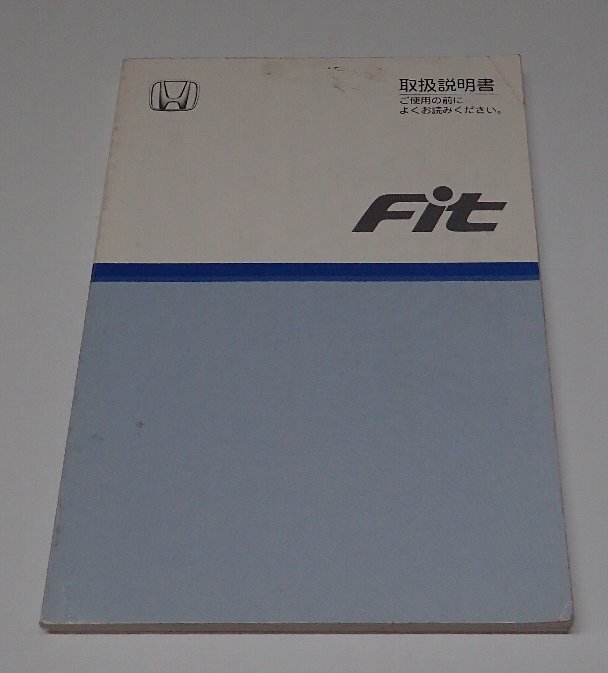 取扱説明書
ご使用の前に
よくお読みください。
Fit